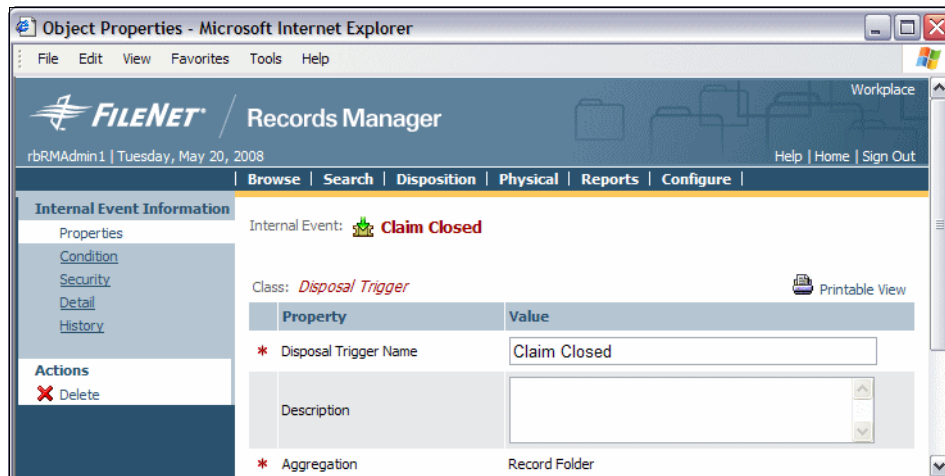 Object Properties - Microsoft Internet Explorer
File Edit View Favorites Tools Help
Workplace
FILENET® / Records Manager
rbRMAdmin1 | Tuesday, May 20, 2008
Help | Home | Sign Out
| Browse | Search | Disposition | Physical | Reports | Configure |
Internal Event Information
Properties
Condition
Security
Detail
History
Actions
Delete
Internal Event: Claim Closed
Class: Disposal Trigger
Printable View
Property Value
* Disposal Trigger Name Claim Closed
Description
* Aggregation Record Folder